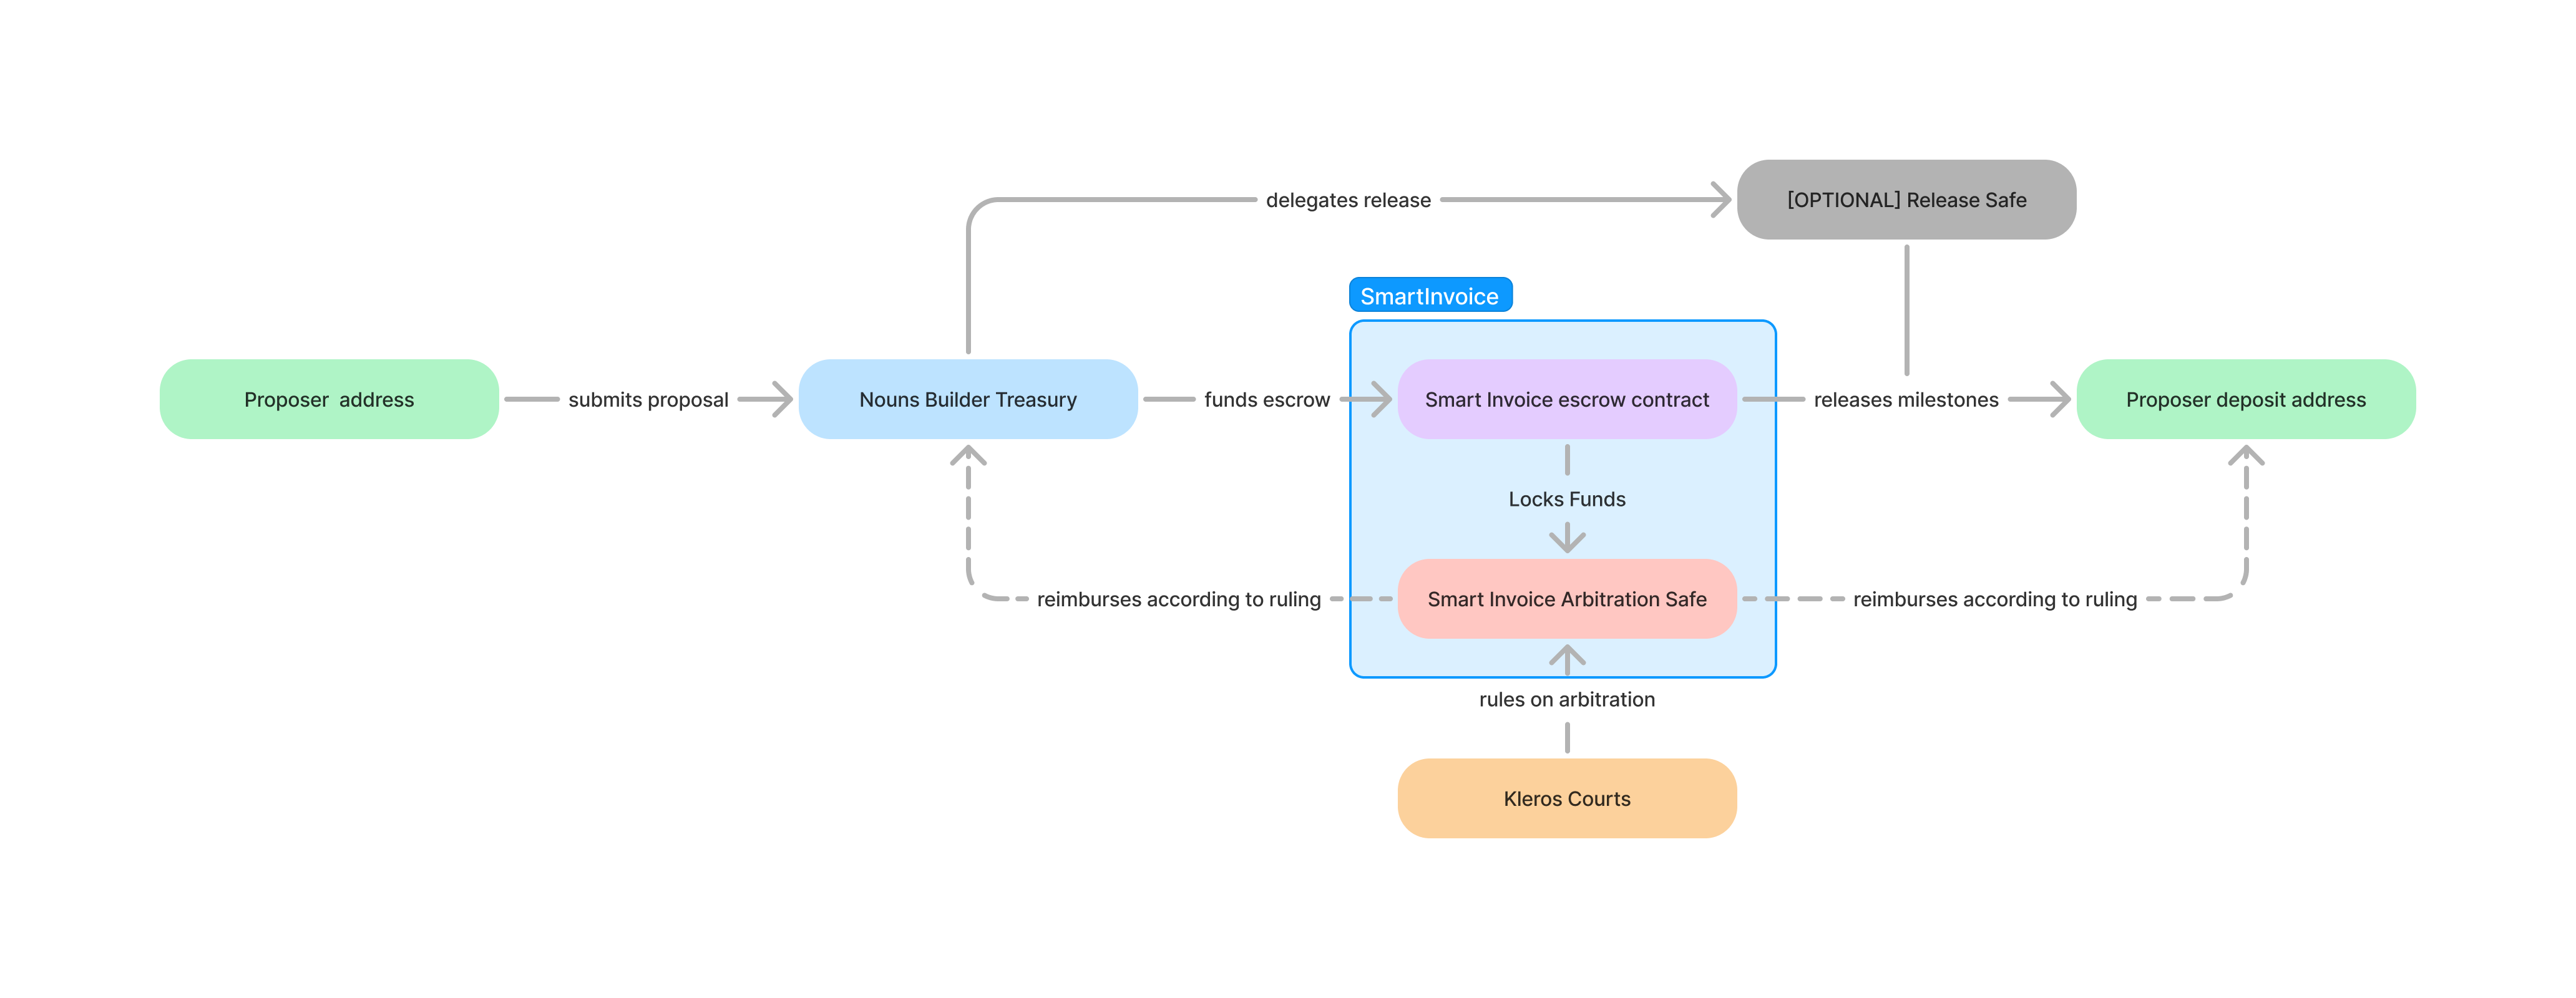 delegates release
[OPTIONAL] Release Safe
SmartInvoice
Proposer  address
submits proposal
Nouns Builder Treasury
funds escrow
Smart Invoice escrow contract
releases milestones
Proposer deposit address
Locks Funds
reimburses according to ruling
Smart Invoice Arbitration Safe
reimburses according to ruling
rules on arbitration
Kleros Courts